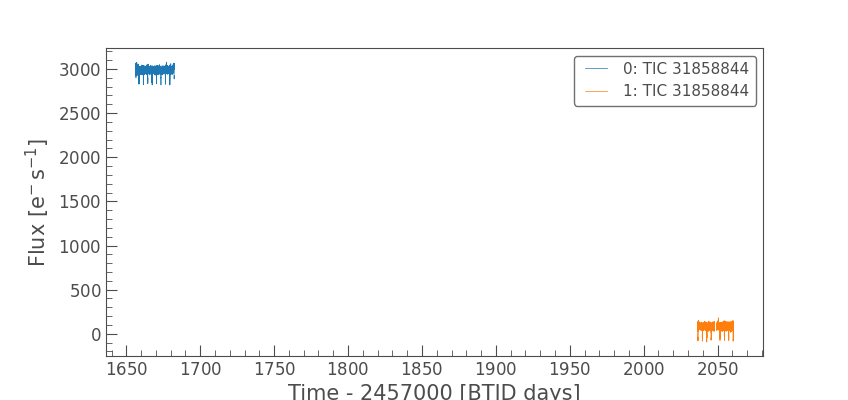 3000
2500
2000
1500
1000
500
0
Flux [e⁻ s⁻¹]
0: TIC 31858844
1: TIC 31858844
1650 1700 1750 1800 1850 1900 1950 2000 2050
Time - 2457000 [BTJD days]